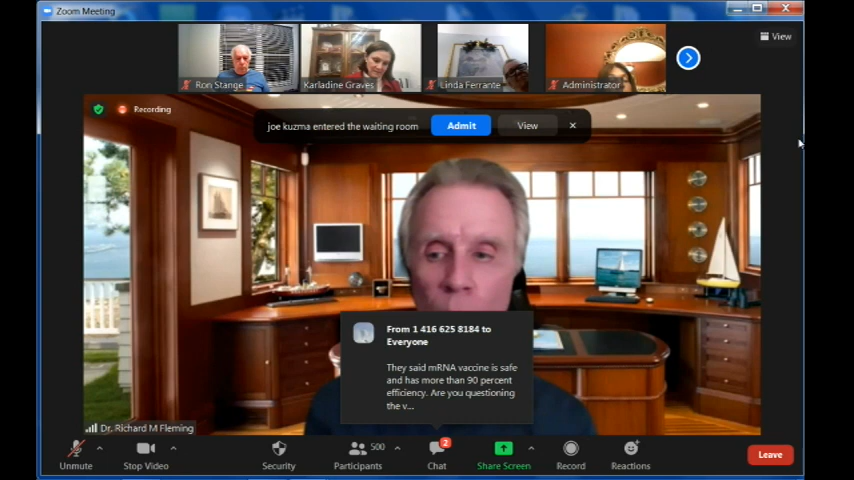 Zoom Meeting
View
Ron Stange
Karladine Graves
Linda Ferrante
Administrator
Recording
joe kuzma entered the waiting room
Admit
View
From 1 416 625 8184 to
Everyone
They said mRNA vaccine is safe
and has more than 90 percent
efficiency. Are you questioning
the v...
Dr. Richard M Fleming
Unmute
Stop Video
Security
500
Participants
2
Chat
Share Screen
Record
Reactions
Leave